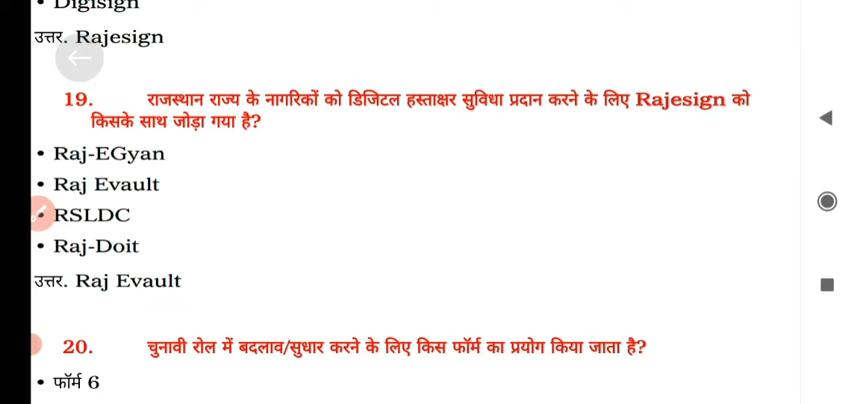 • Digisign
उत्तर. Rajesign
19. राजस्थान राज्य के नागरिकों को डिजिटल हस्ताक्षर सुविधा प्रदान करने के लिए Rajesign को
किसके साथ जोड़ा गया है?
• Raj-EGyan
• Raj Evault
• RSLDC
• Raj-Doit
उत्तर. Raj Evault
20. चुनावी रोल में बदलाव/सुधार करने के लिए किस फॉर्म का प्रयोग किया जाता है?
• फॉर्म 6